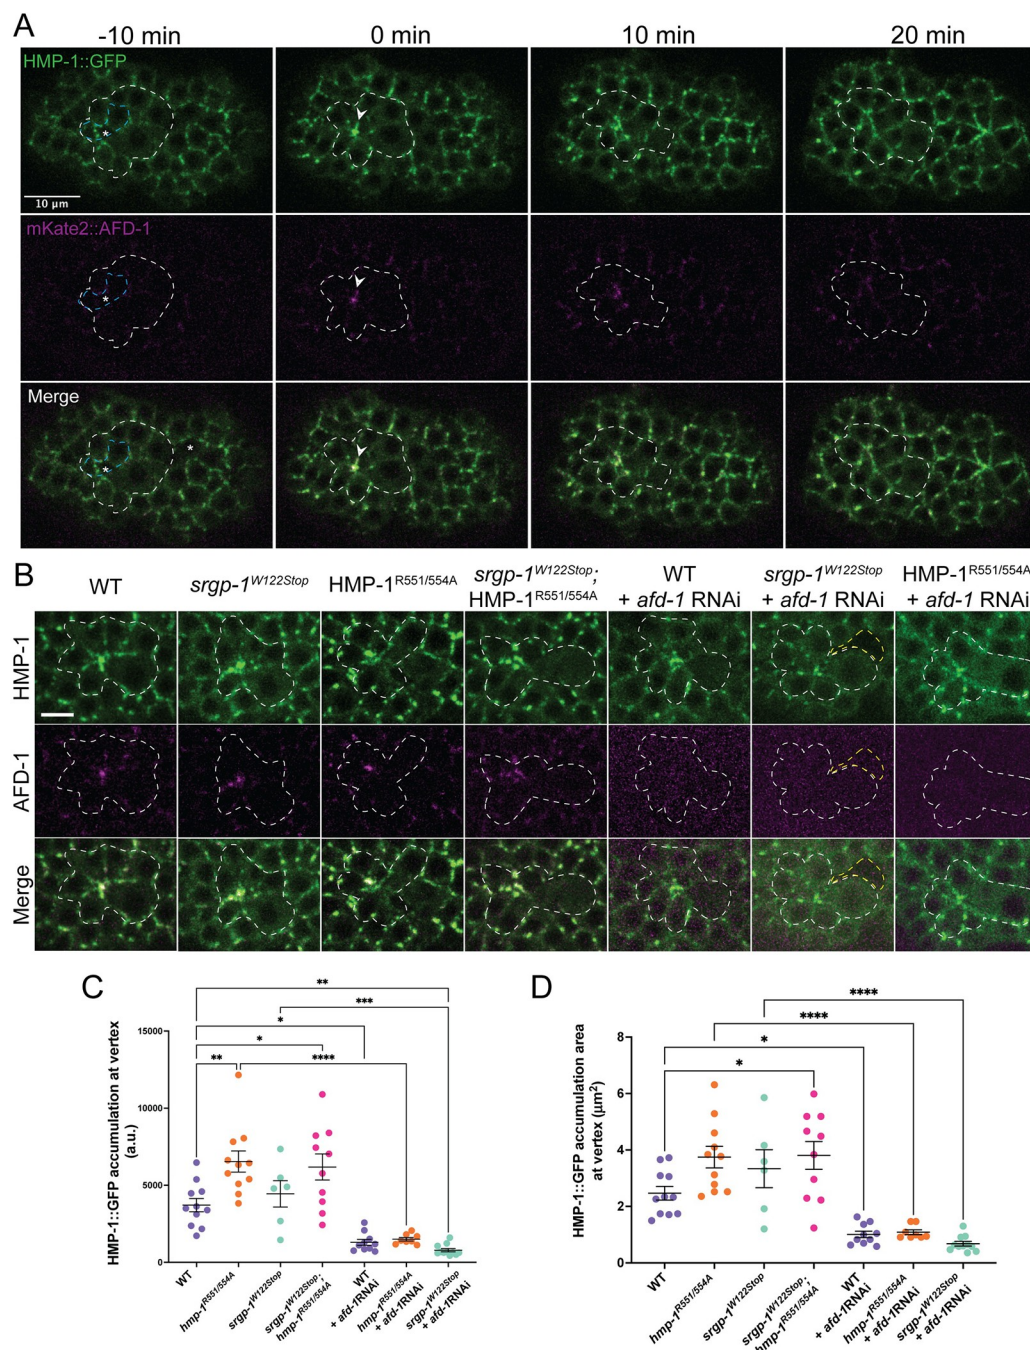 A
-10 min 0 min 10 min 20 min
HMP-1::GFP
10 µm
mKate2::AFD-1
Merge
B
WT srgp-1W122Stop HMP-1R551/554A srgp-1W122Stop; HMP-1R551/554A WT + afd-1 RNAi srgp-1W122Stop + afd-1 RNAi HMP-1R551/554A + afd-1 RNAi
HMP-1
AFD-1
Merge
C
HMP-1::GFP accumulation at vertex
(a.u.)
15000
10000
5000
0
**
***
*
*
** ****
WT
hmp-1R551/554A
srgp-1W122Stop
srgp-1W122Stop;
hmp-1R551/554A
WT
+ afd-1RNAi
hmp-1R551/554A
+ afd-1RNAi
srgp-1W122Stop
+ afd-1RNAi
D
HMP-1::GFP accumulation area
at vertex (µm2)
8
6
4
2
0
****
****
*
*
WT
hmp-1R551/554A
srgp-1W122Stop
srgp-1W122Stop;
hmp-1R551/554A
WT
+ afd-1RNAi
hmp-1R551/554A
+ afd-1RNAi
srgp-1W122Stop
+ afd-1RNAi